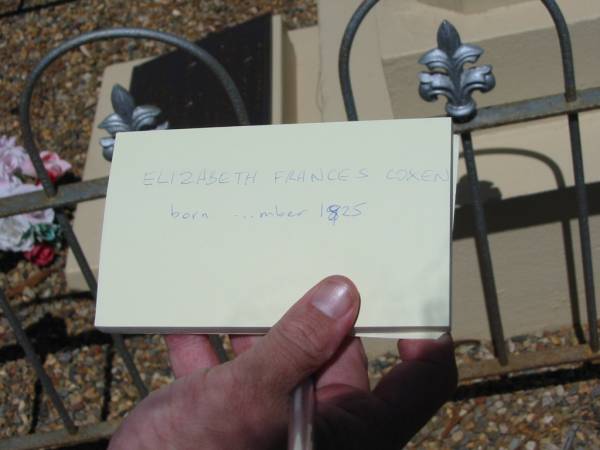 ELIZABETH FRANCES COXEN
born ...mber 1825